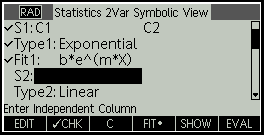 RAD Statistics 2Var Symbolic View
✓S1: C1 C2
✓Type1: Exponential
✓Fit1: b*e^(m*X)
S2:
Type2: Linear
Enter Independent Column
EDIT ✓CHK C FIT• SHOW EVAL